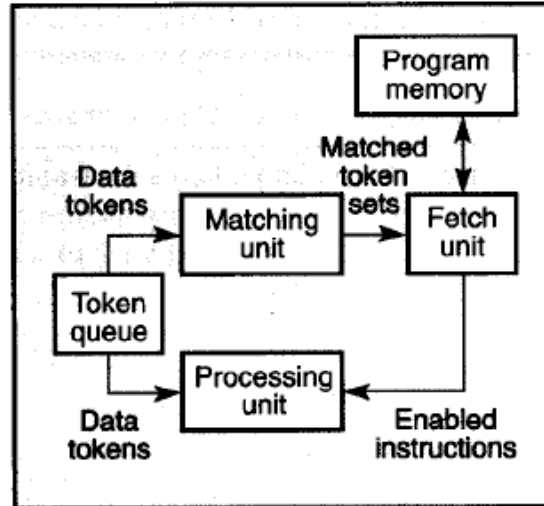 Program
memory
Matched
token
sets
Data
tokens
Matching
unit
Fetch
unit
Token
queue
Processing
unit
Data
tokens
Enabled
instructions